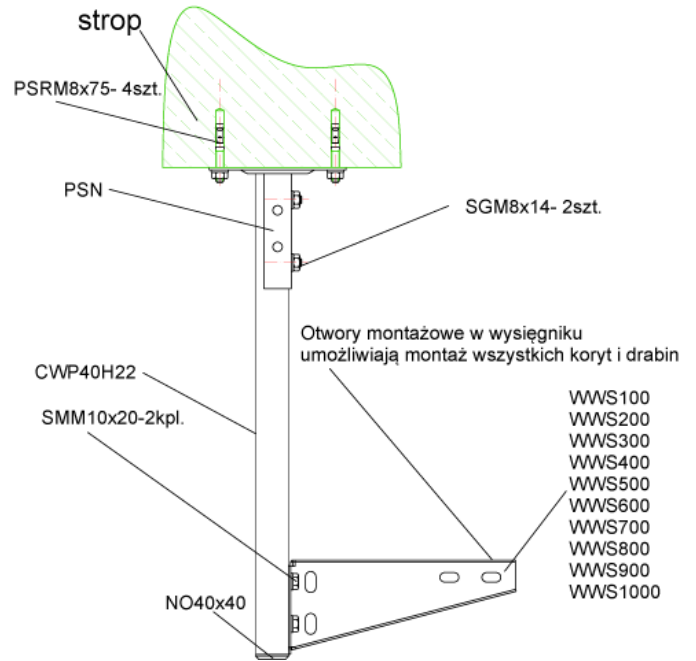 strop
PSRM8x75- 4szt.
PSN
SGM8x14- 2szt.
Otwory montażowe w wysięgniku
umożliwiają montaż wszystkich koryt i drabin
CWP40H22
SMM10x20-2kpl.
WWS100
WWS200
WWS300
WWS400
WWS500
WWS600
WWS700
WWS800
WWS900
WWS1000
NO40x40